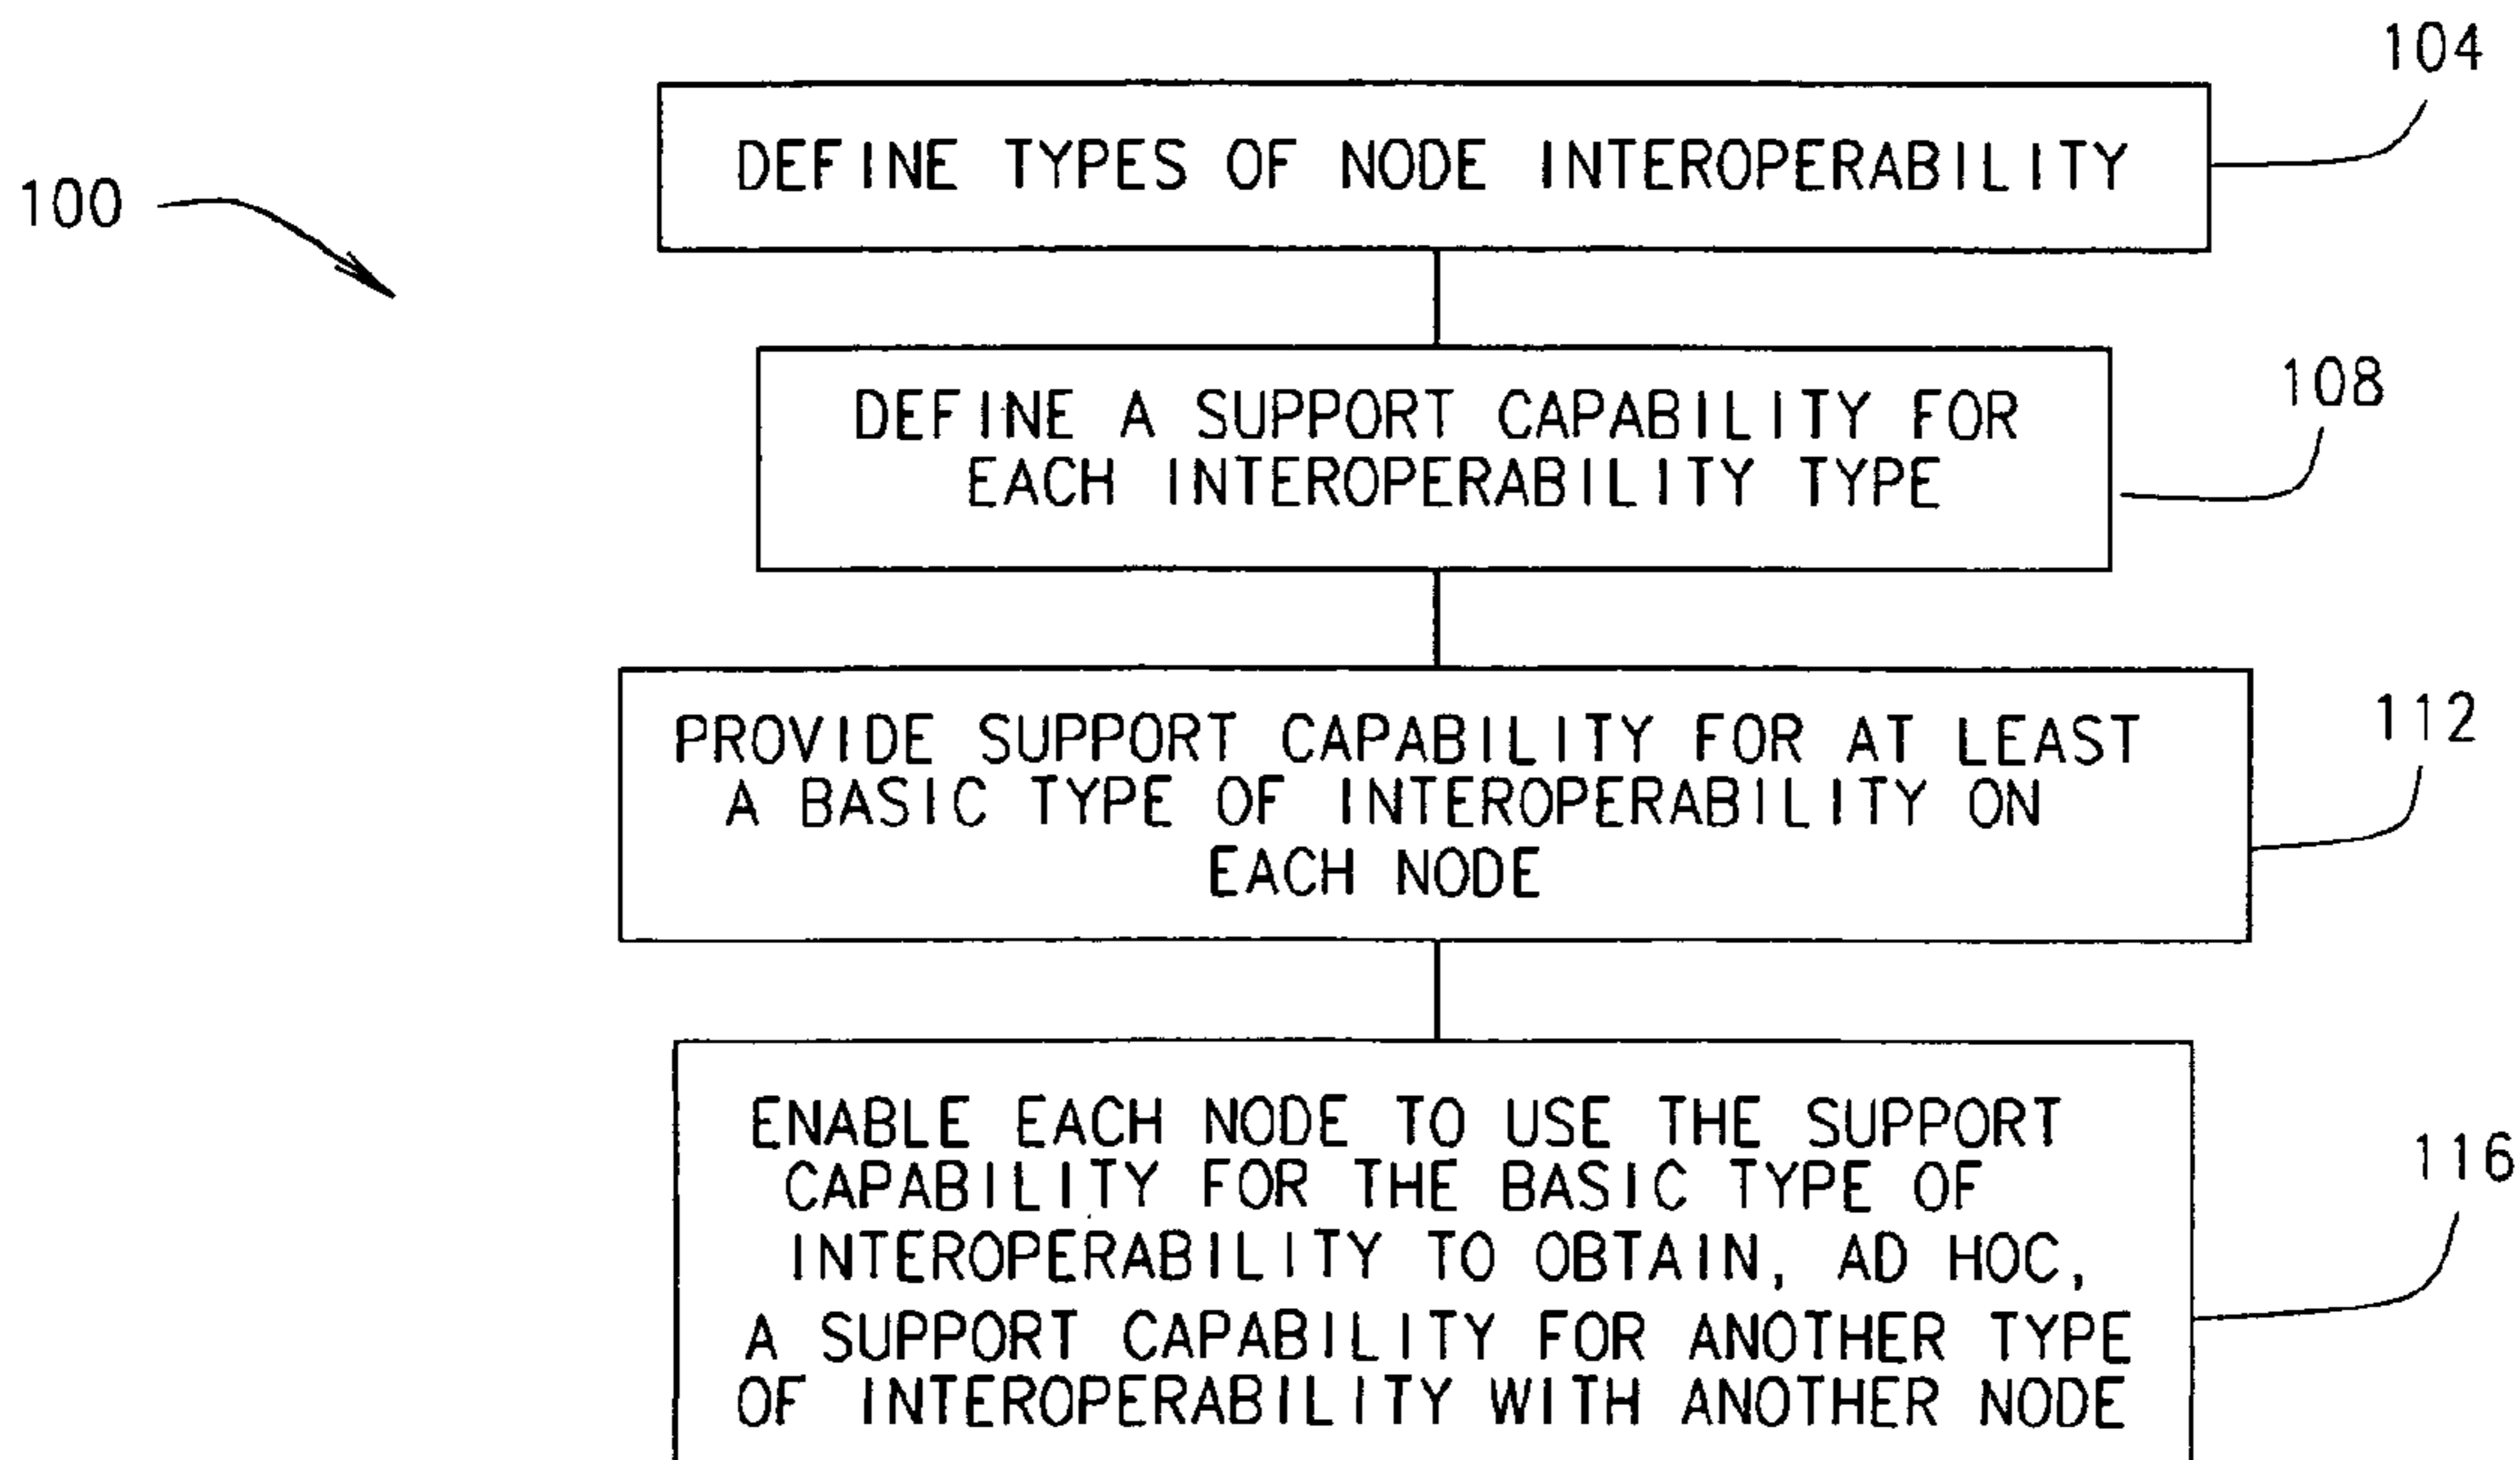 104
DEFINE TYPES OF NODE INTEROPERABILITY
100
DEFINE A SUPPORT CAPABILITY FOR
EACH INTEROPERABILITY TYPE
108
PROVIDE SUPPORT CAPABILITY FOR AT LEAST
A BASIC TYPE OF INTEROPERABILITY ON
EACH NODE
112
ENABLE EACH NODE TO USE THE SUPPORT
CAPABILITY FOR THE BASIC TYPE OF
INTEROPERABILITY TO OBTAIN, AD HOC,
A SUPPORT CAPABILITY FOR ANOTHER TYPE
OF INTEROPERABILITY WITH ANOTHER NODE
116